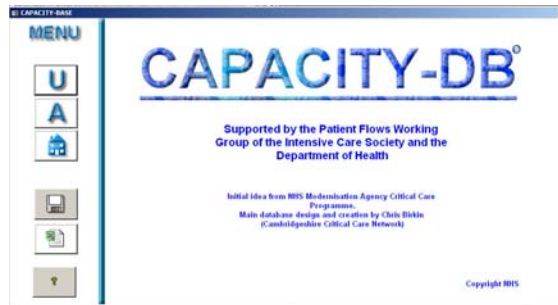 CAPACITY-BASE
MENU
U
A
?
CAPACITY-DB®
Supported by the Patient Flows Working
Group of the Intensive Care Society and the
Department of Health
Initial idea from NHS Modernisation Agency Critical Care
Programme.
Main database design and creation by Chris Birkin
(Cambridgeshire Critical Care Network)
Copyright NHS